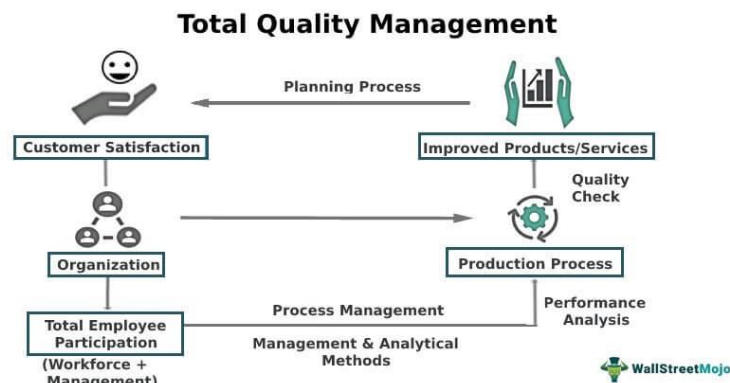 Total Quality Management
Planning Process
Customer Satisfaction
Improved Products/Services
Quality
Check
Organization
Production Process
Total Employee
Participation
(Workforce +
Management)
Process Management
Management & Analytical
Methods
Performance
Analysis
WallStreetMojo